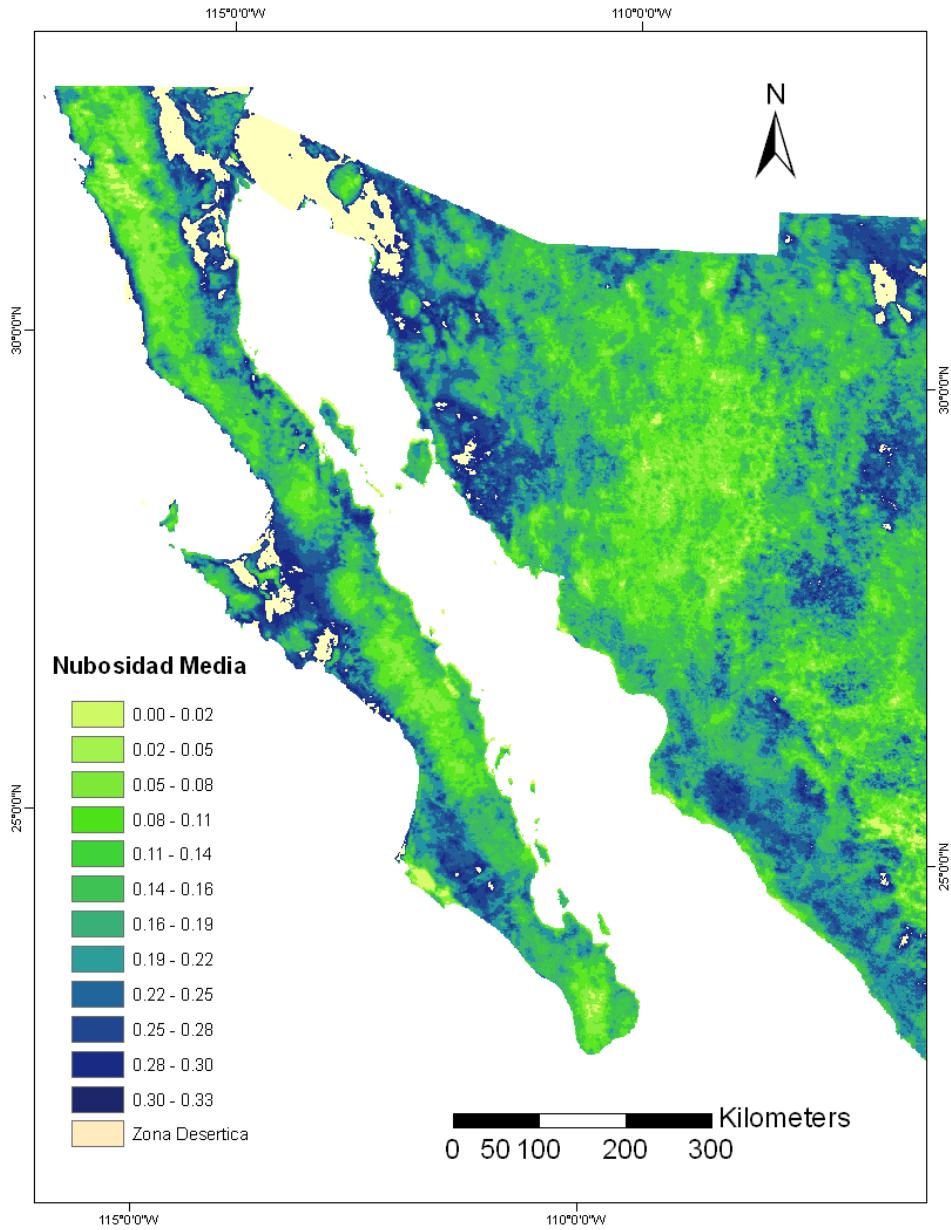 115°0'0"W 110°0'0"W
N
30°0'0"N
30°0'0"N
Nubosidad Media
0.00 - 0.02
0.02 - 0.05
0.05 - 0.08
25°0'0"N
0.08 - 0.11
0.11 - 0.14
25°0'0"N
0.14 - 0.16
0.16 - 0.19
0.19 - 0.22
0.22 - 0.25
0.25 - 0.28
0.28 - 0.30
0.30 - 0.33
Zona Desertica
Kilometers
0 50 100 200 300
115°0'0"W 110°0'0"W